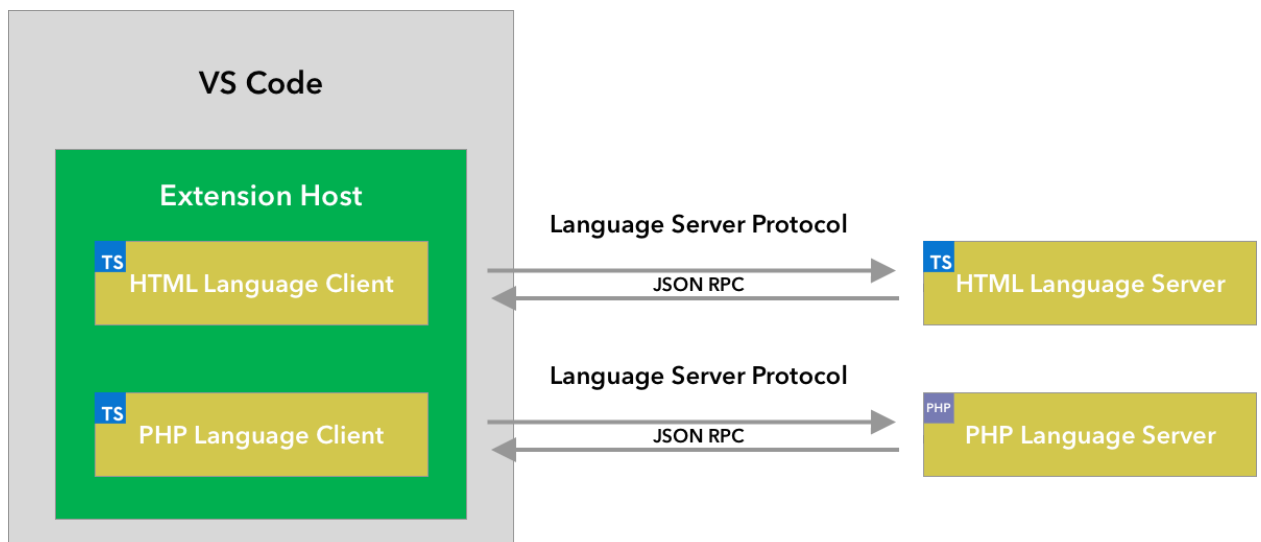 VS Code
Extension Host
Language Server Protocol
TS
HTML Language Client
JSON RPC
TS
HTML Language Server
Language Server Protocol
TS
PHP Language Client
JSON RPC
PHP
PHP Language Server